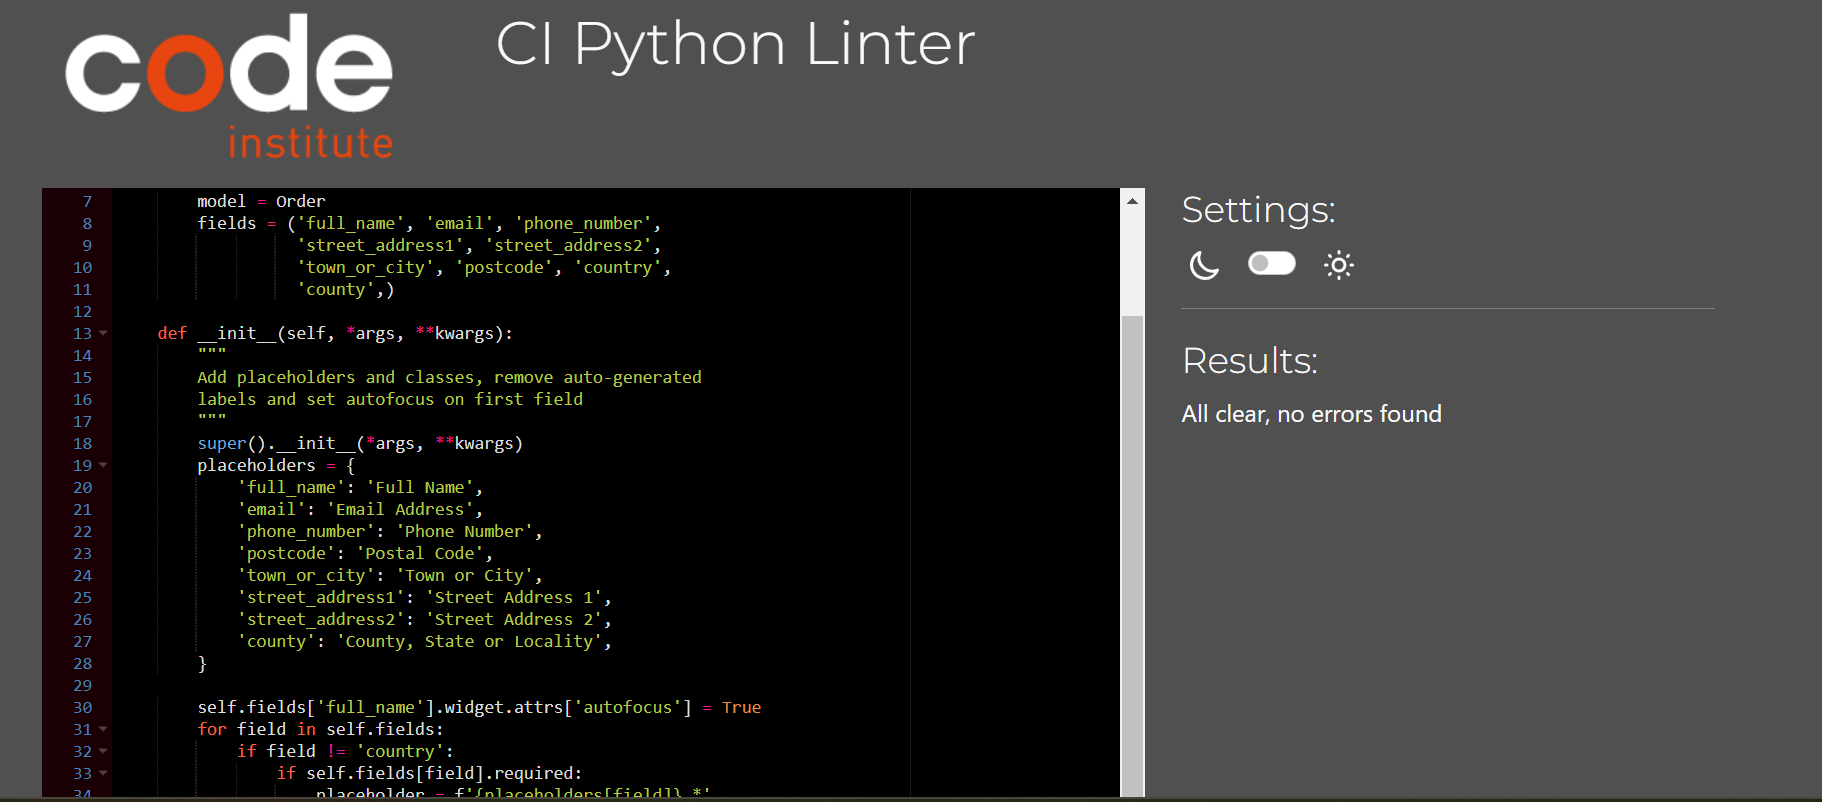 code
institute
CI Python Linter
7 model = Order
8 fields = ('full_name', 'email', 'phone_number',
9 'street_address1', 'street_address2',
10 'town_or_city', 'postcode', 'country',
11 'county',)
12
13 def __init__(self, *args, **kwargs):
14 """
15 Add placeholders and classes, remove auto-generated
16 labels and set autofocus on first field
17 """
18 super().__init__(*args, **kwargs)
19 placeholders = {
20 'full_name': 'Full Name',
21 'email': 'Email Address',
22 'phone_number': 'Phone Number',
23 'postcode': 'Postal Code',
24 'town_or_city': 'Town or City',
25 'street_address1': 'Street Address 1',
26 'street_address2': 'Street Address 2',
27 'county': 'County, State or Locality',
28 }
29
30 self.fields['full_name'].widget.attrs['autofocus'] = True
31 for field in self.fields:
32 if field != 'country':
33 if self.fields[field].required:
34 placeholder = f'{placeholders[field]} *'
Settings:
Results:
All clear, no errors found